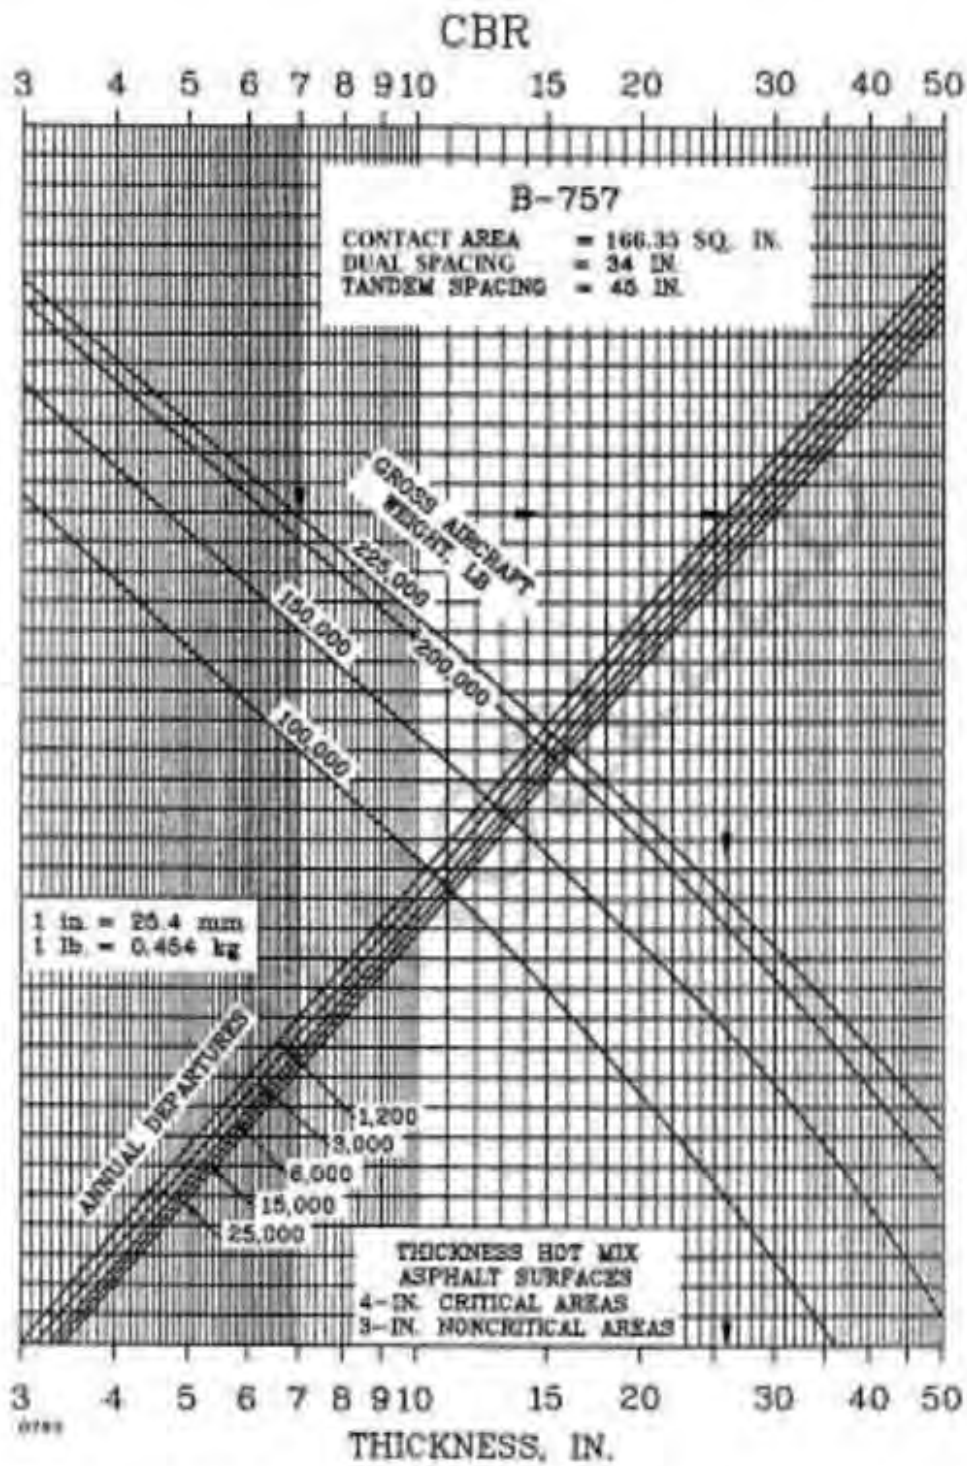 CBR
3 4 5 6 7 8 9 10 15 20 30 40 50
B-757
CONTACT AREA = 166.35 SQ. IN.
DUAL SPACING = 34 IN.
TANDEM SPACING = 45 IN.
GROSS AIRCRAFT
WEIGHT, LB
225,000
200,000
150,000
100,000
1 in. = 25.4 mm
1 lb. = 0.454 kg
ANNUAL DEPARTURES
1,200
3,000
6,000
15,000
25,000
THICKNESS HOT MIX
ASPHALT SURFACES
4-IN. CRITICAL AREAS
3-IN. NONCRITICAL AREAS
3 4 5 6 7 8 9 10 15 20 30 40 50
THICKNESS, IN.